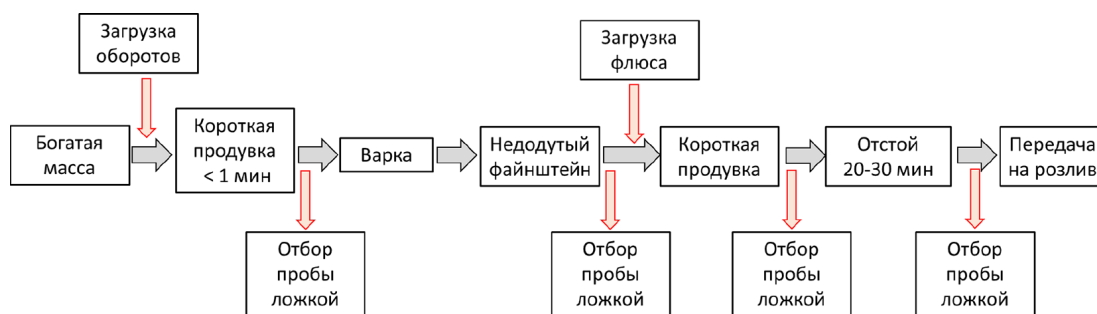 Загрузка
оборотов
Загрузка
флюса
Богатая
масса
Короткая
продувка
< 1 мин
Варка
Недодутый
файнштейн
Короткая
продувка
Отстой
20-30 мин
Передача
на розлив
Отбор
пробы
ложкой
Отбор
пробы
ложкой
Отбор
пробы
ложкой
Отбор
пробы
ложкой